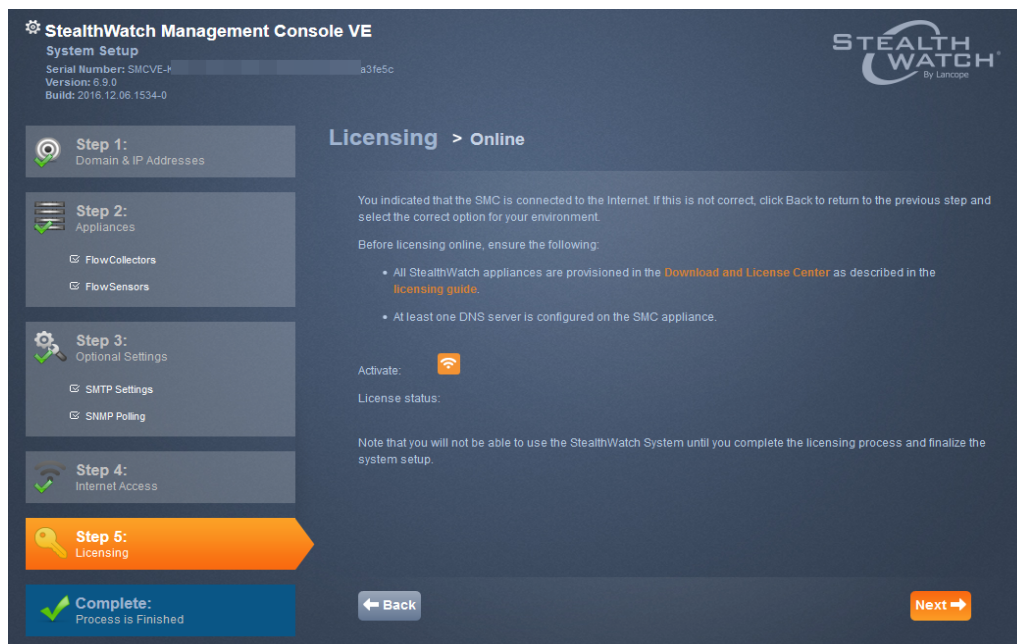 StealthWatch Management Console VE
System Setup
Serial Number: SMCVE-K a3fe5c
Version: 6.9.0
Build: 2016.12.06.1534-0
STEALTH
WATCH®
By Lancope
Step 1:
Domain & IP Addresses
Step 2:
Appliances
FlowCollectors
FlowSensors
Step 3:
Optional Settings
SMTP Settings
SNMP Polling
Step 4:
Internet Access
Step 5:
Licensing
Complete:
Process is Finished
Licensing > Online
You indicated that the SMC is connected to the Internet. If this is not correct, click Back to return to the previous step and
select the correct option for your environment.
Before licensing online, ensure the following:
• All StealthWatch appliances are provisioned in the Download and License Center as described in the
licensing guide.
• At least one DNS server is configured on the SMC appliance.
Activate:
License status:
Note that you will not be able to use the StealthWatch System until you complete the licensing process and finalize the
system setup.
Back
Next